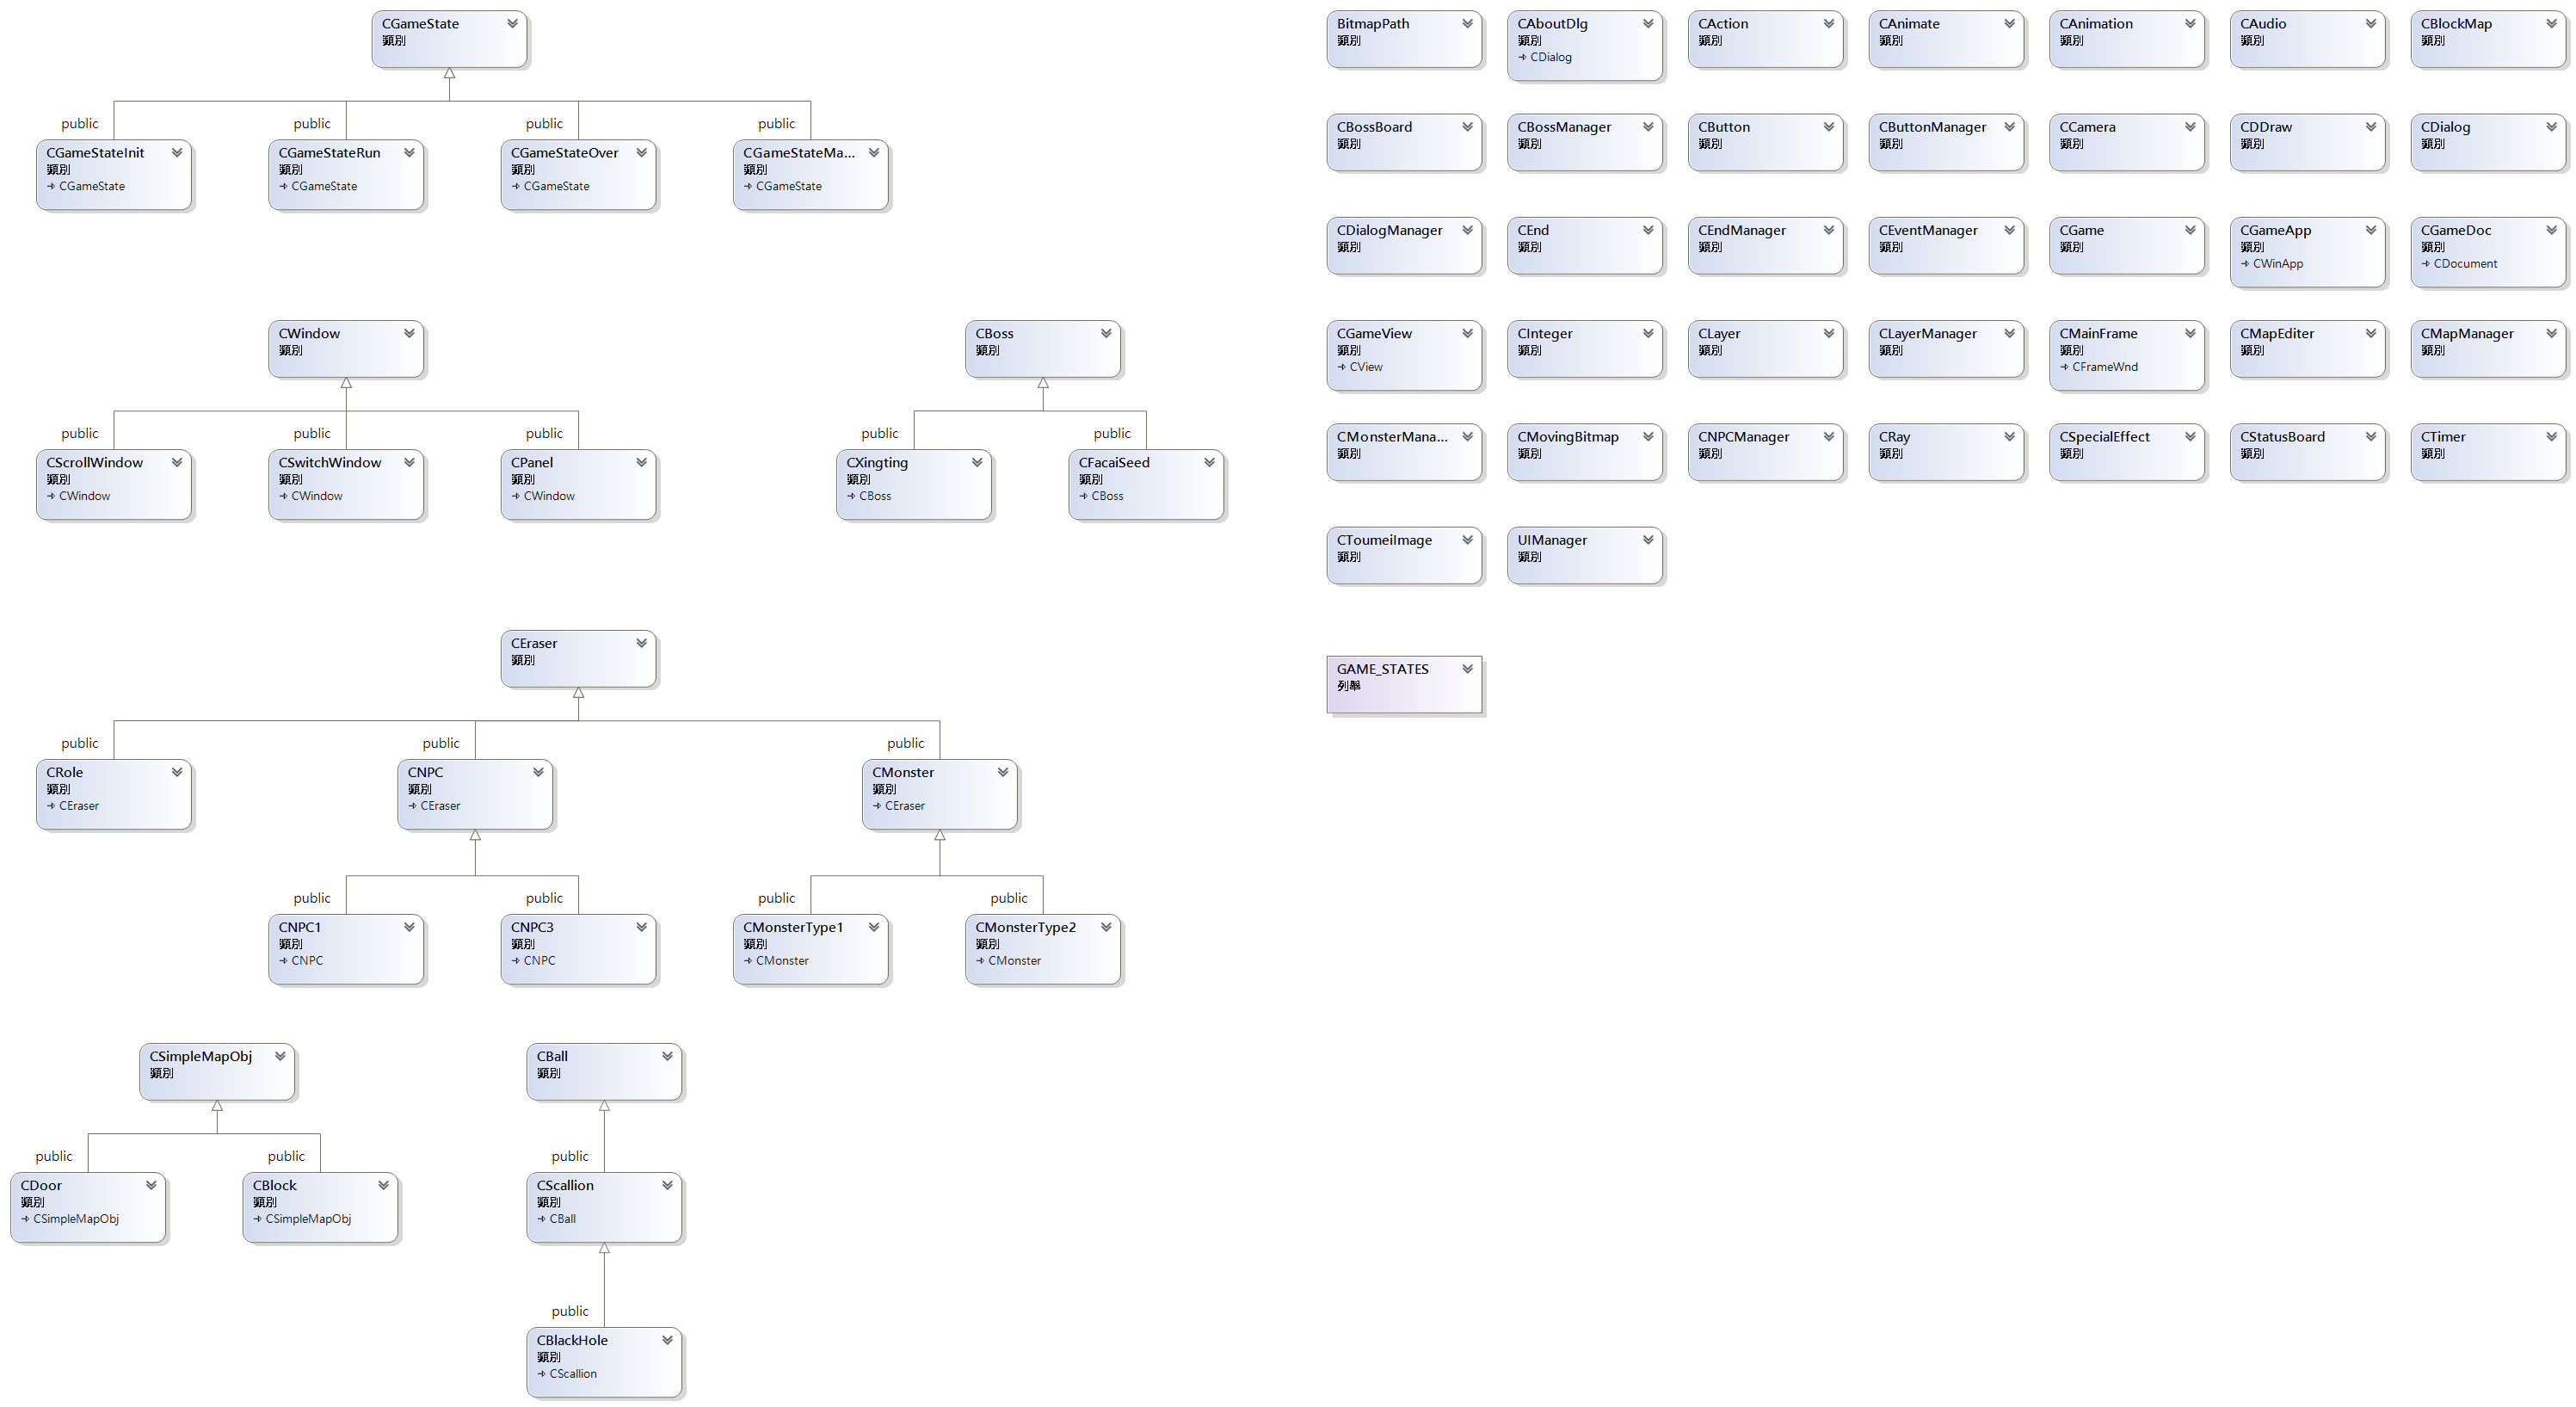 CGameState
類別
public
public
public
public
CGameStateInit
類別
CGameState
CGameStateRun
類別
CGameState
CGameStateOver
類別
CGameState
CGameStateMa...
類別
CGameState
CWindow
類別
public
public
public
CScrollWindow
類別
CWindow
CSwitchWindow
類別
CWindow
CPanel
類別
CWindow
CBoss
類別
public
public
CXingting
類別
CBoss
CFacaiSeed
類別
CBoss
CEraser
類別
public
public
public
CRole
類別
CEraser
CNPC
類別
CEraser
CMonster
類別
CEraser
public
public
public
public
CNPC1
類別
CNPC
CNPC3
類別
CNPC
CMonsterType1
類別
CMonster
CMonsterType2
類別
CMonster
CSimpleMapObj
類別
public
public
CDoor
類別
CSimpleMapObj
CBlock
類別
CSimpleMapObj
CBall
類別
public
CScallion
類別
CBall
public
CBlackHole
類別
CScallion
BitmapPath
類別
CAboutDlg
類別
CDialog
CAction
類別
CAnimate
類別
CAnimation
類別
CAudio
類別
CBlockMap
類別
CBossBoard
類別
CBossManager
類別
CButton
類別
CButtonManager
類別
CCamera
類別
CDDraw
類別
CDialog
類別
CDialogManager
類別
CEnd
類別
CEndManager
類別
CEventManager
類別
CGame
類別
CGameApp
類別
CWinApp
CGameDoc
類別
CDocument
CGameView
類別
CView
CInteger
類別
CLayer
類別
CLayerManager
類別
CMainFrame
類別
CFrameWnd
CMapEditer
類別
CMapManager
類別
CMonsterMana...
類別
CMovingBitmap
類別
CNPCManager
類別
CRay
類別
CSpecialEffect
類別
CStatusBoard
類別
CTimer
類別
CToumeiImage
類別
UIManager
類別
GAME_STATES
列舉